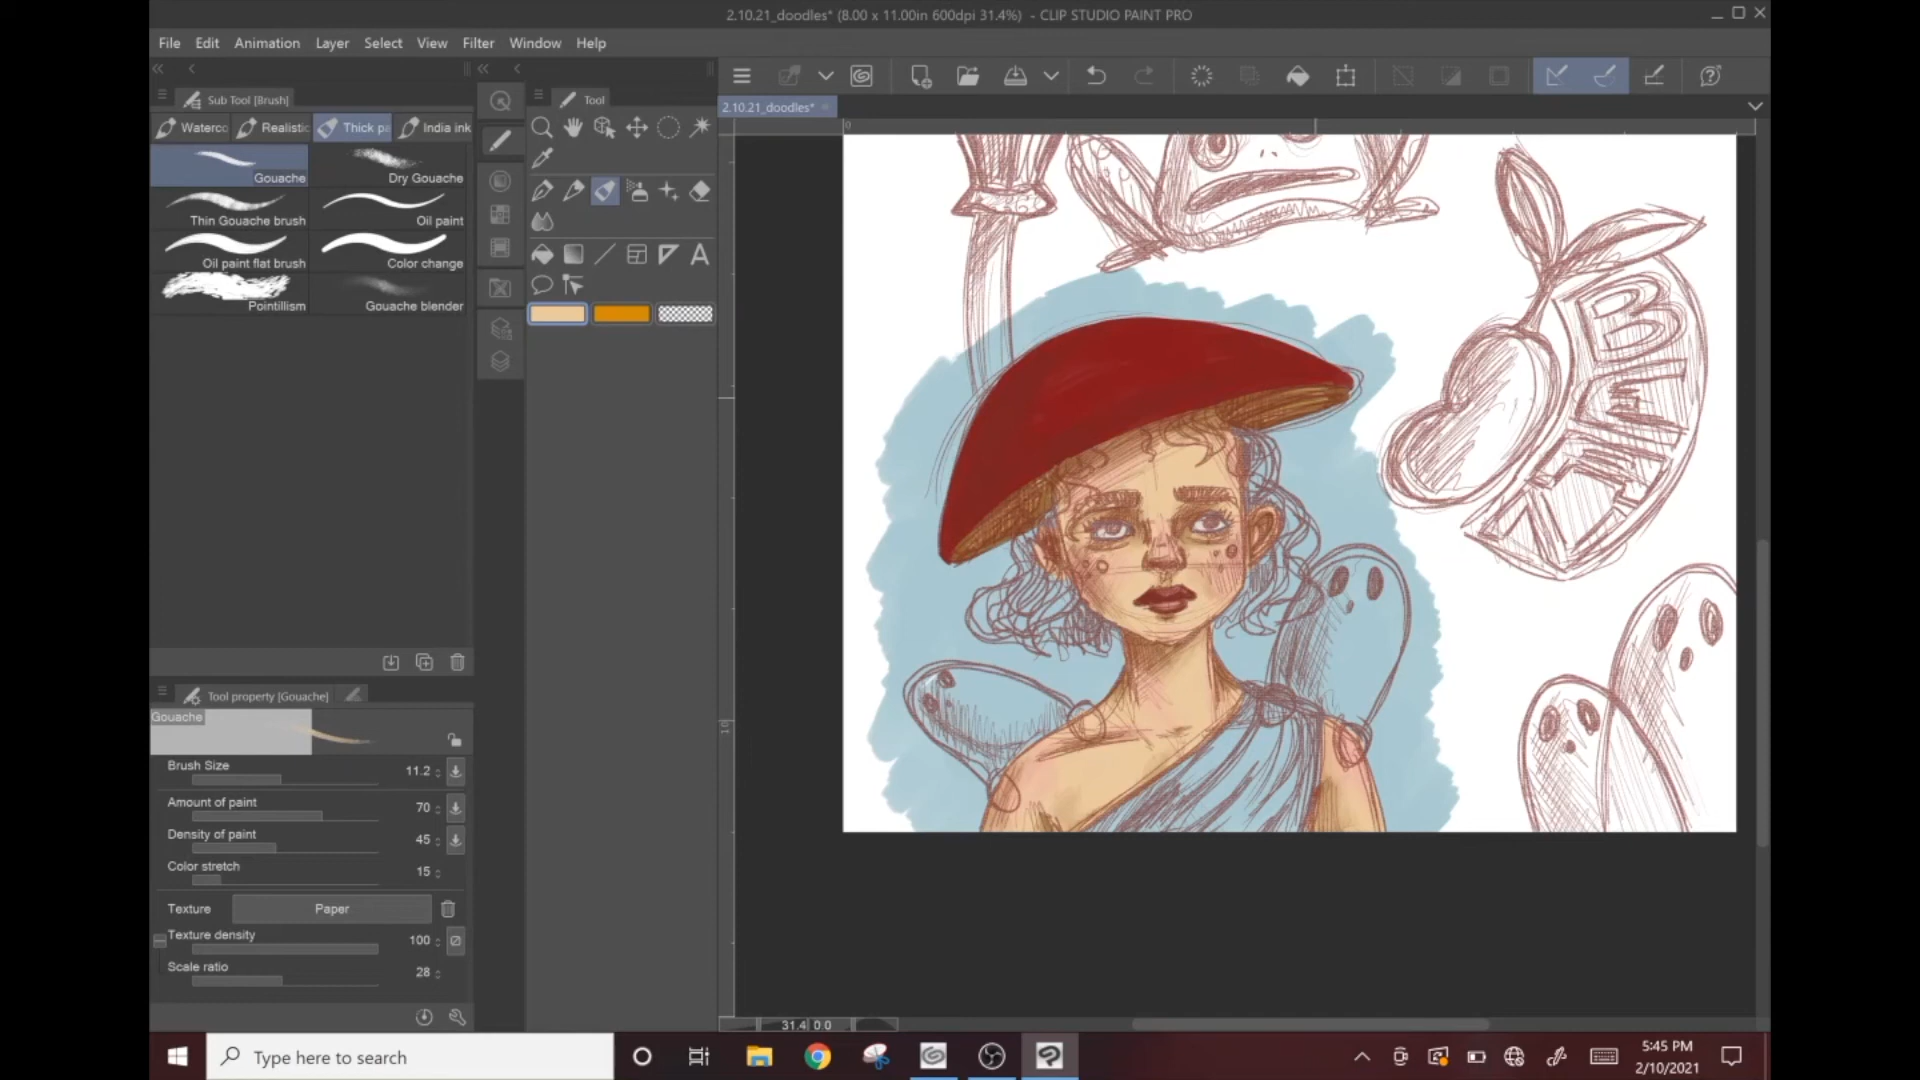 2.10.21_doodles* (8.00 x 11.00in 600dpi 31.4%) - CLIP STUDIO PAINT PRO
File Edit Animation Layer Select View Filter Window Help
Sub Tool [Brush]
Tool
2.10.21_doodles*
Waterco Realistic Thick pa India ink
0
Gouache Dry Gouache
Thin Gouache brush Oil paint
Oil paint flat brush Color change
Pointillism Gouache blender
Tool property [Gouache]
Gouache
Brush Size 11.2
Amount of paint 70
Density of paint 45
Color stretch 15
Texture Paper
Texture density 100
Scale ratio 28
31.4 0.0
Type here to search
5:45 PM
2/10/2021